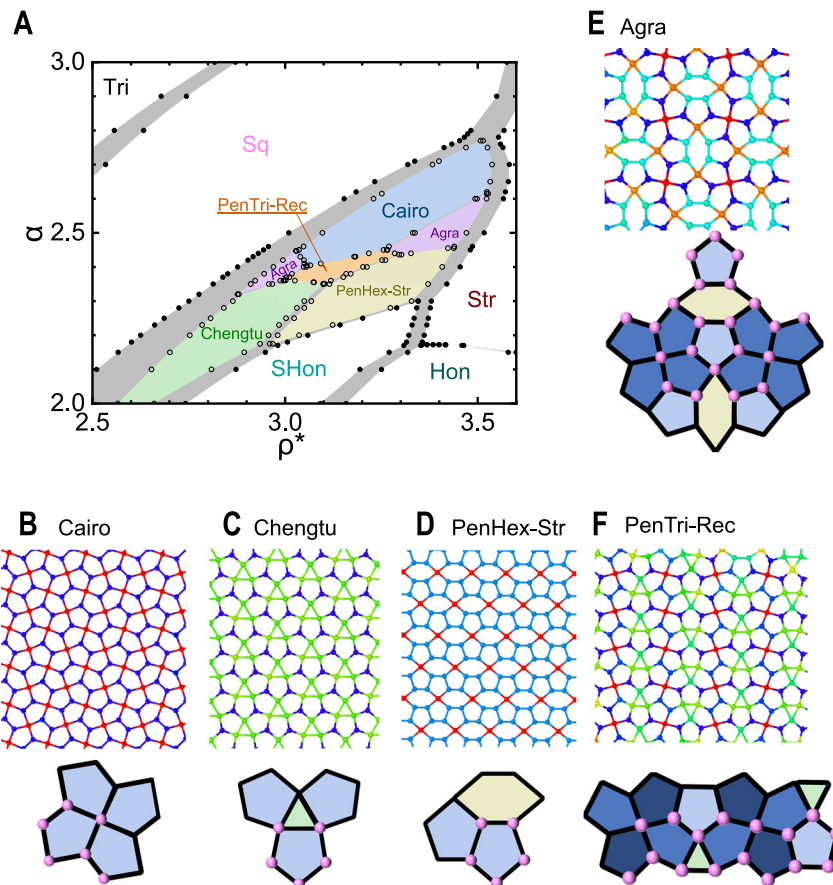 A
3.0
Tri
Sq
PenTri-Rec
Cairo
α
2.5
Agra
Agra
PenHex-Str
Chengtu
Str
SHon
Hon
2.0
2.5
3.0
3.5
ρ*
E Agra
B Cairo
C Chengtu
D PenHex-Str
F PenTri-Rec